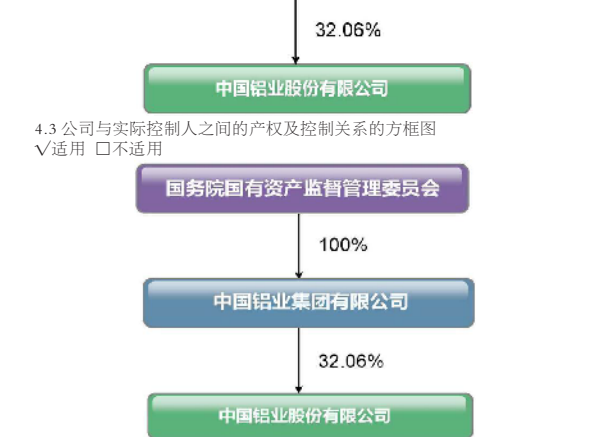 32.06%
中国铝业股份有限公司
4.3 公司与实际控制人之间的产权及控制关系的方框图
√适用 □不适用
国务院国有资产监督管理委员会
100%
中国铝业集团有限公司
32.06%
中国铝业股份有限公司